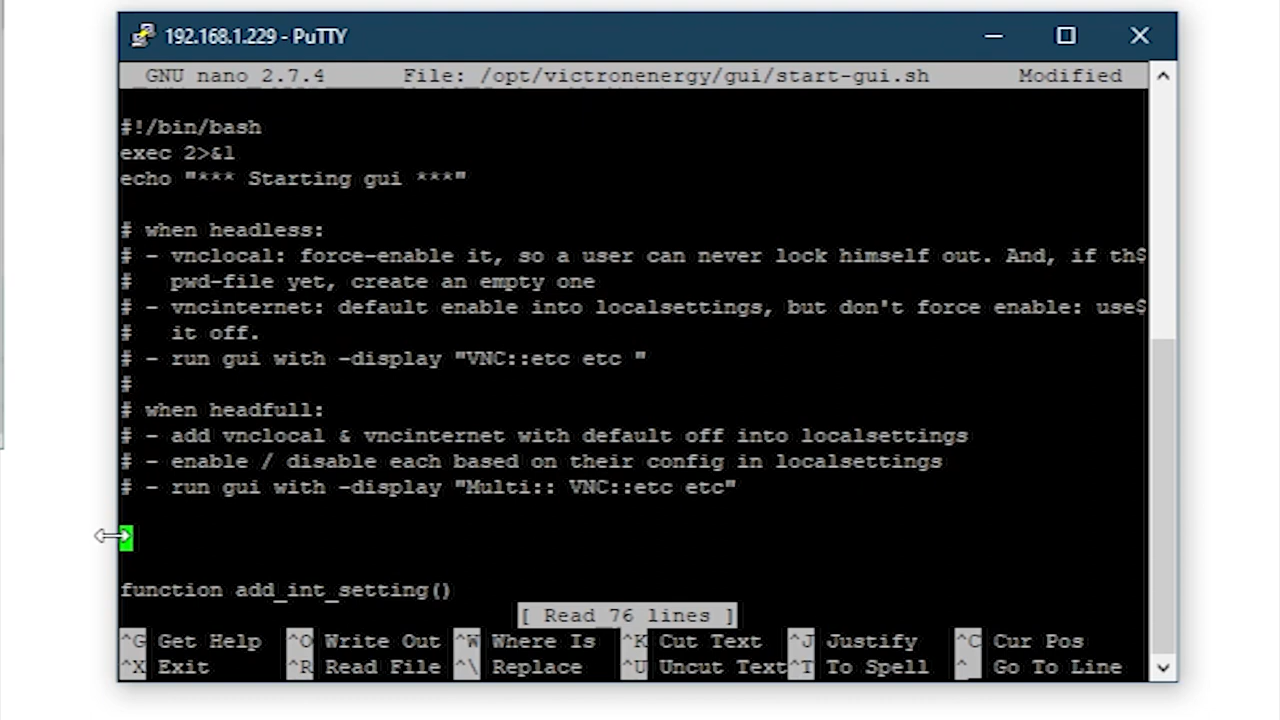 192.168.1.229 - PuTTY
GNU nano 2.7.4 File: /opt/victronenergy/gui/start-gui.sh Modified
#!/bin/bash
exec 2>&1
echo "*** Starting gui ***"
# when headless:
# - vnclocal: force-enable it, so a user can never lock himself out. And, if th$
# pwd-file yet, create an empty one
# - vncinternet: default enable into localsettings, but don't force enable: use$
# it off.
# - run gui with -display "VNC::etc etc "
#
# when headfull:
# - add vnclocal & vncinternet with default off into localsettings
# - enable / disable each based on their config in localsettings
# - run gui with -display "Multi:: VNC::etc etc"
function add_int_setting()
[ Read 76 lines ]
^G Get Help ^O Write Out ^W Where Is ^K Cut Text ^J Justify ^C Cur Pos
^X Exit ^R Read File ^\ Replace ^U Uncut Text ^T To Spell ^_ Go To Line